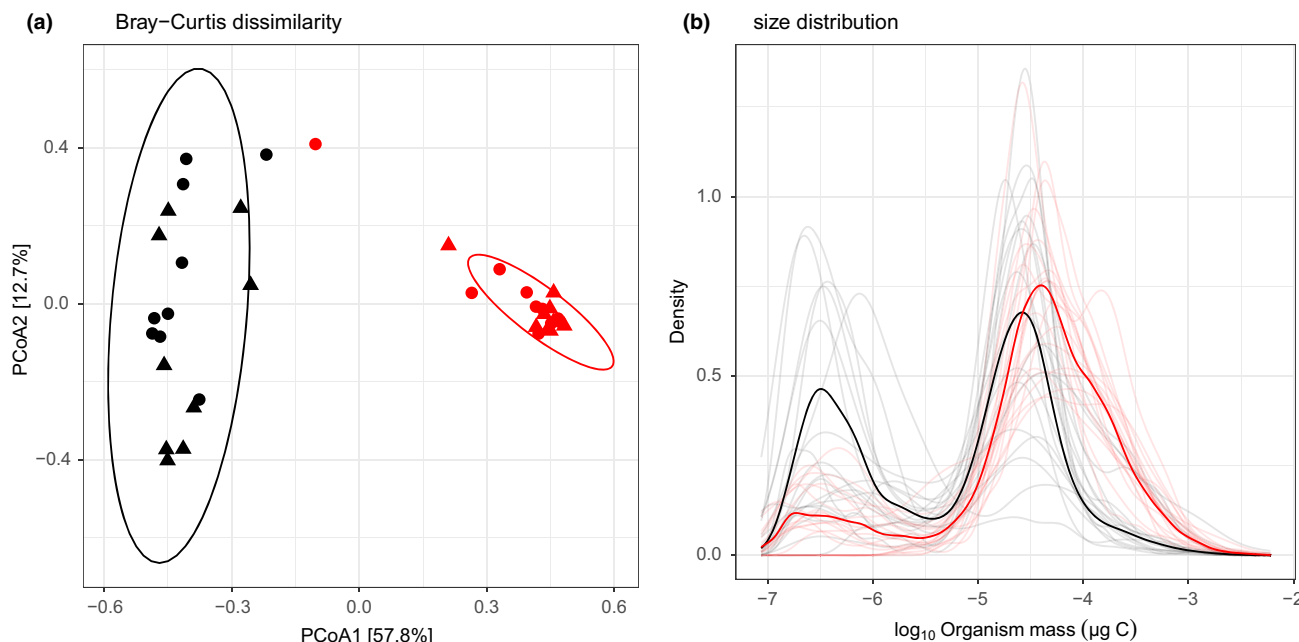 (a) Bray−Curtis dissimilarity
PCoA2 [12.7%]
0.4
0.0
−0.4
−0.6
−0.3
0.0
0.3
0.6
PCoA1 [57.8%]
(b) size distribution
Density
1.0
0.5
0.0
−7
−6
−5
−4
−3
−2
log₁₀ Organism mass (µg C)